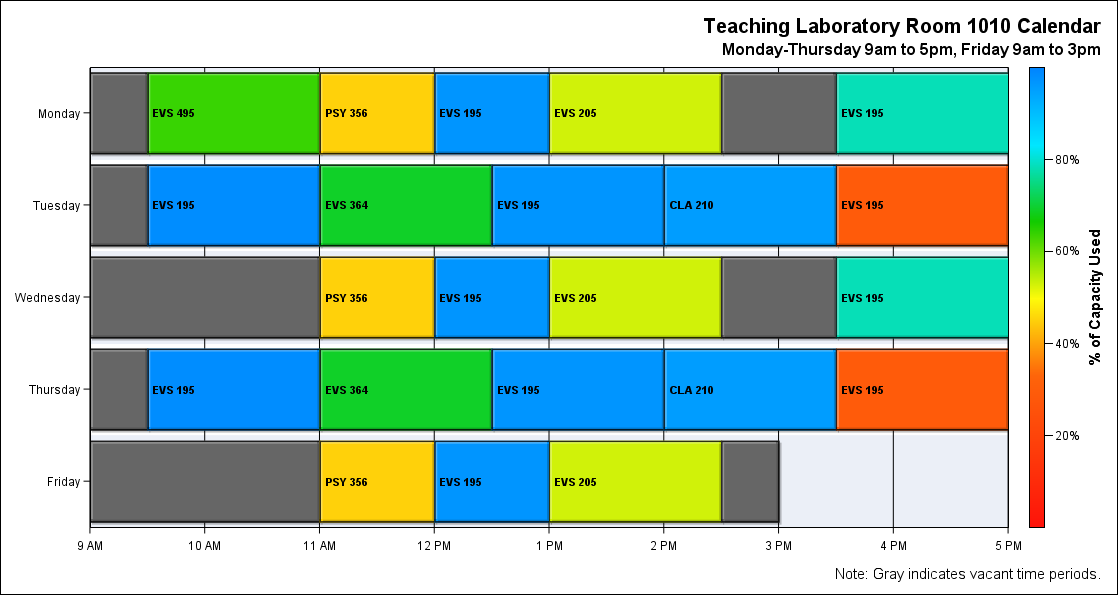 Teaching Laboratory Room 1010 Calendar
Monday-Thursday 9am to 5pm, Friday 9am to 3pm
Monday
EVS 495
PSY 356
EVS 195
EVS 205
EVS 195
Tuesday
EVS 195
EVS 364
EVS 195
CLA 210
EVS 195
Wednesday
PSY 356
EVS 195
EVS 205
EVS 195
Thursday
EVS 195
EVS 364
EVS 195
CLA 210
EVS 195
Friday
PSY 356
EVS 195
EVS 205
9 AM
10 AM
11 AM
12 PM
1 PM
2 PM
3 PM
4 PM
5 PM
80%
60%
40%
20%
% of Capacity Used
Note: Gray indicates vacant time periods.